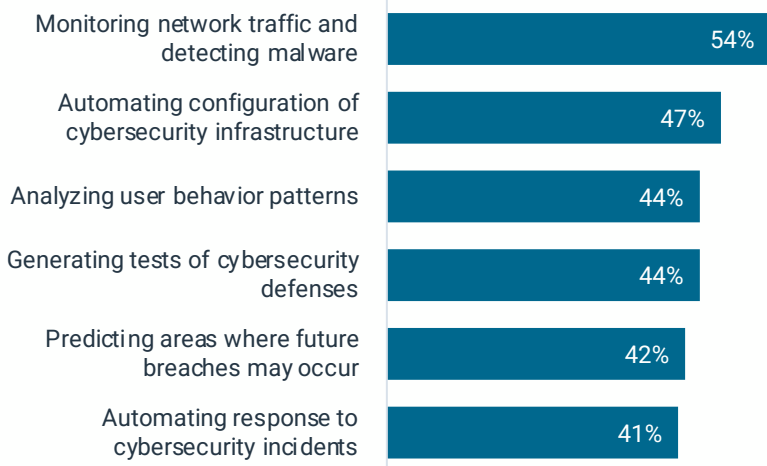 Monitoring network traffic and
detecting malware
54%
Automating configuration of
cybersecurity infrastructure
47%
Analyzing user behavior patterns
44%
Generating tests of cybersecurity
defenses
44%
Predicting areas where future
breaches may occur
42%
Automating response to
cybersecurity incidents
41%